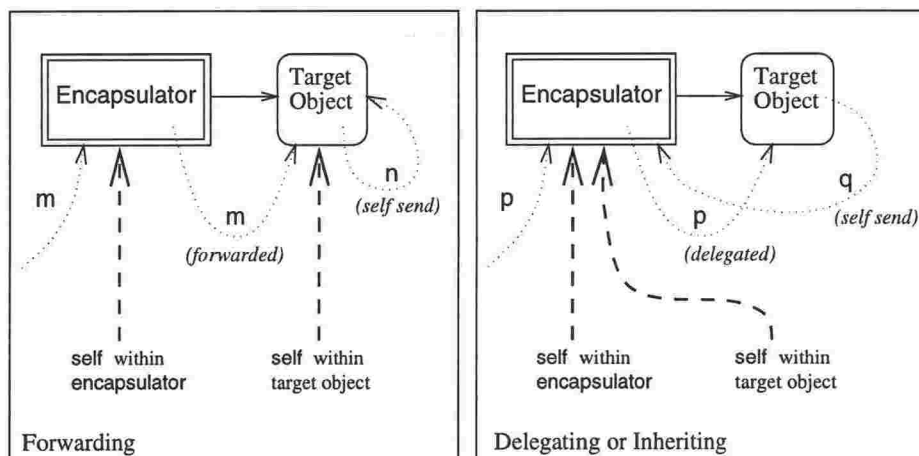 Encapsulator
Target
Object
m
m
(forwarded)
n
(self send)
self within
encapsulator
self within
target object
Forwarding
Encapsulator
Target
Object
p
p
(delegated)
q
(self send)
self within
encapsulator
self within
target object
Delegating or Inheriting